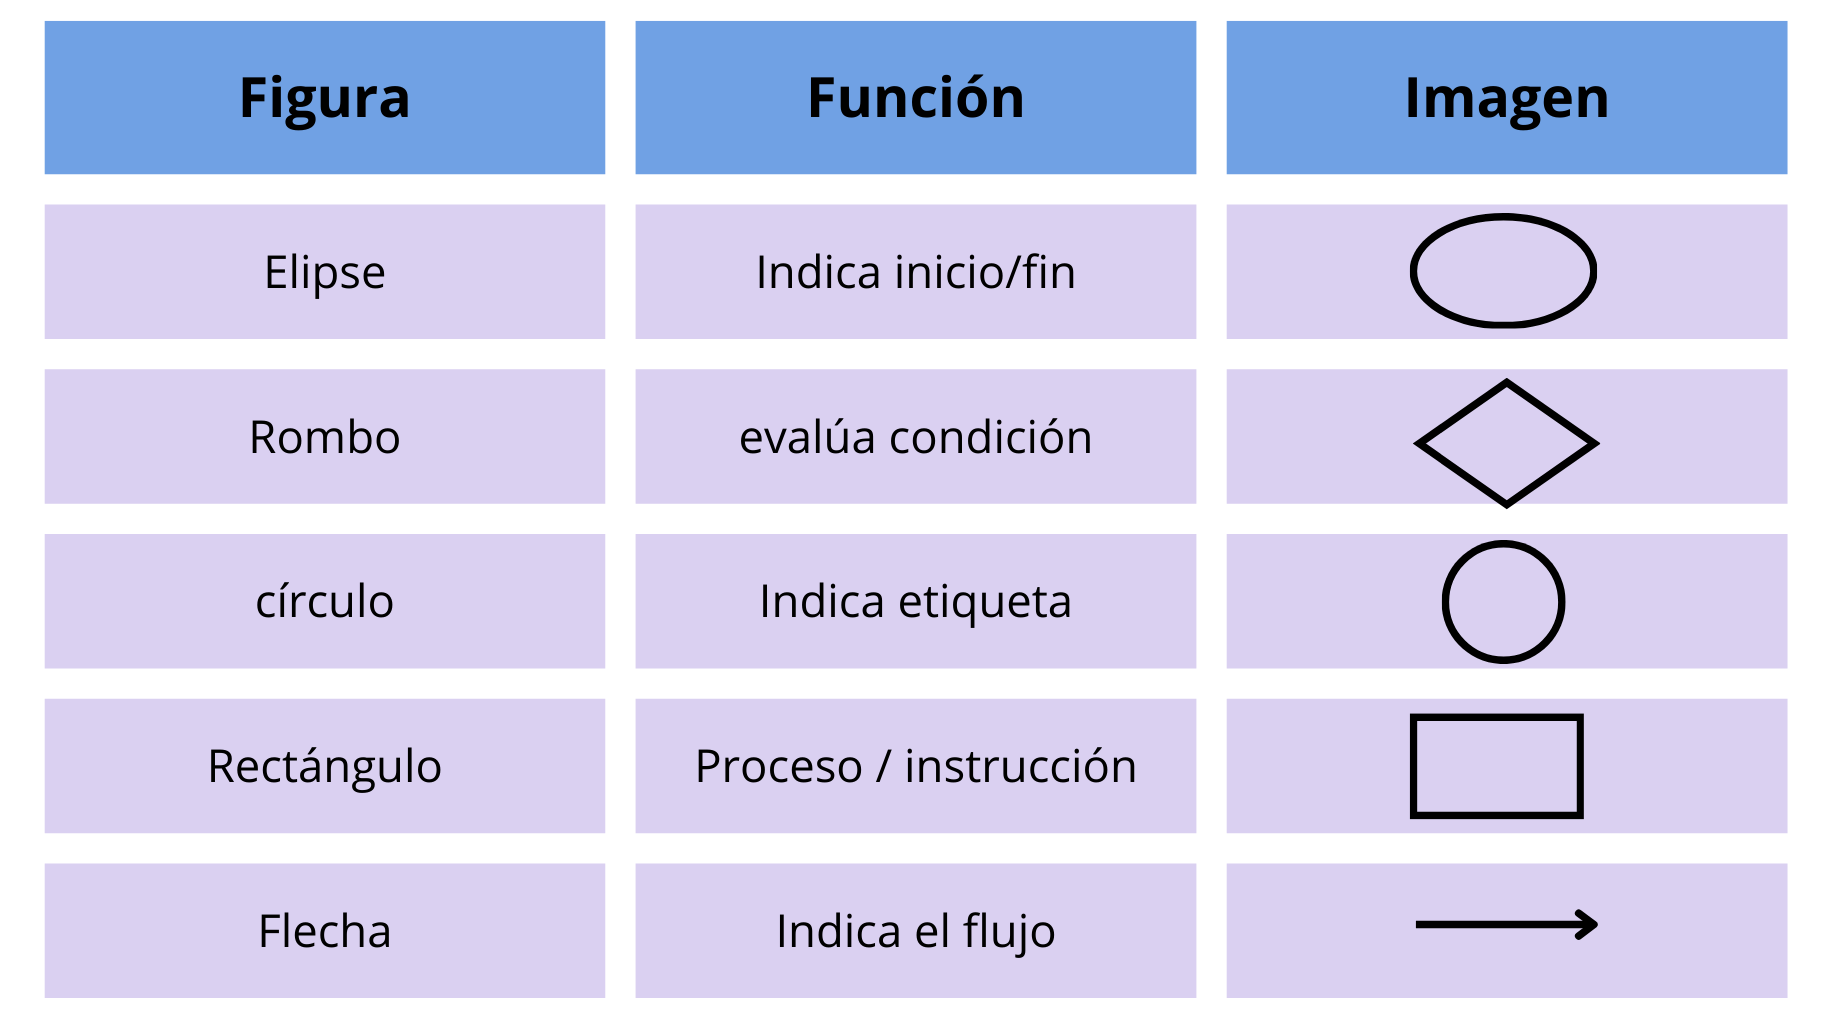 Figura
Función
Imagen
Elipse
Indica inicio/fin
Rombo
evalúa condición
círculo
Indica etiqueta
Rectángulo
Proceso / instrucción
Flecha
Indica el flujo